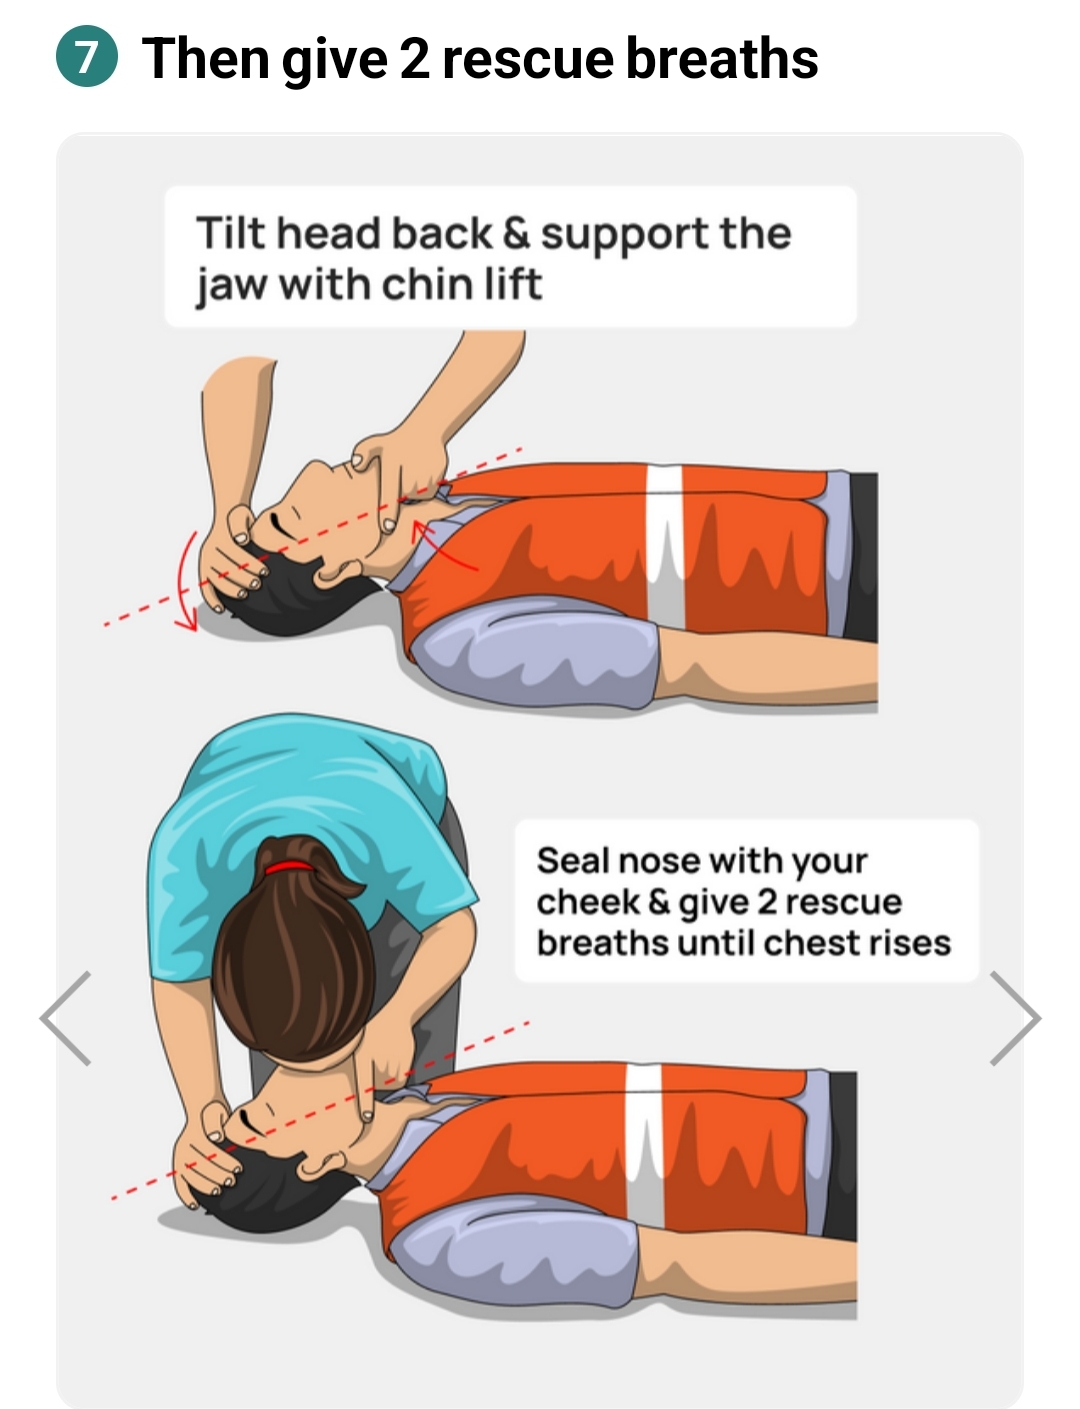 7 Then give 2 rescue breaths
Tilt head back & support the
jaw with chin lift
Seal nose with your
cheek & give 2 rescue
breaths until chest rises